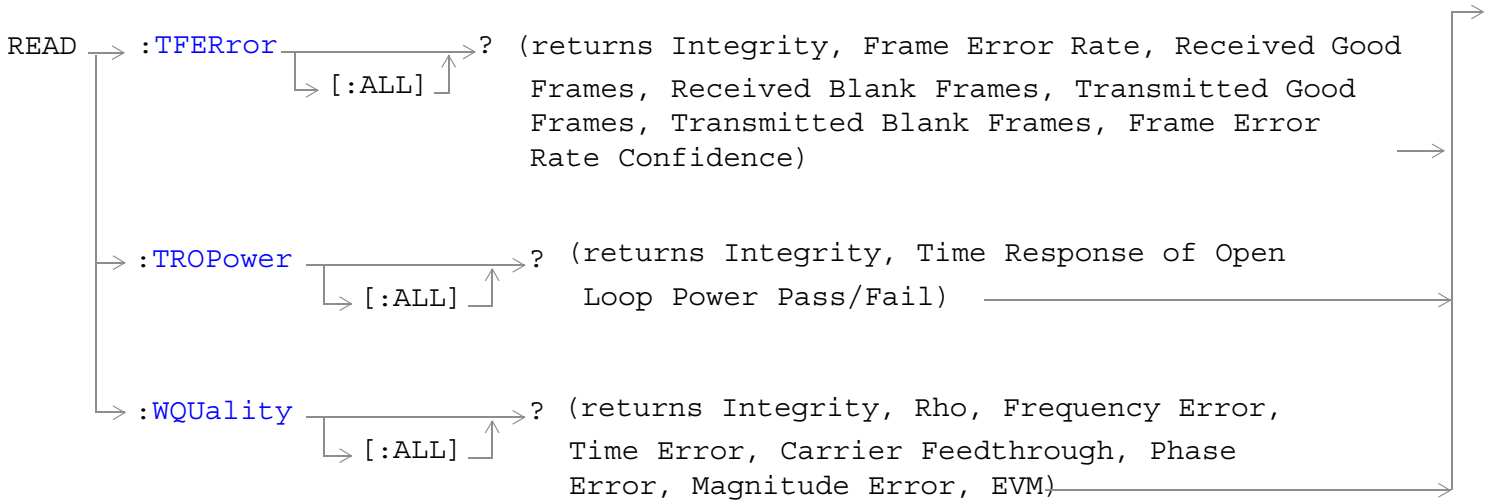 READ :TFERror ? (returns Integrity, Frame Error Rate, Received Good
[:ALL] Frames, Received Blank Frames, Transmitted Good
Frames, Transmitted Blank Frames, Frame Error
Rate Confidence)
:TROPower ? (returns Integrity, Time Response of Open
[:ALL] Loop Power Pass/Fail)
:WQUality ? (returns Integrity, Rho, Frequency Error,
[:ALL] Time Error, Carrier Feedthrough, Phase
Error, Magnitude Error, EVM)